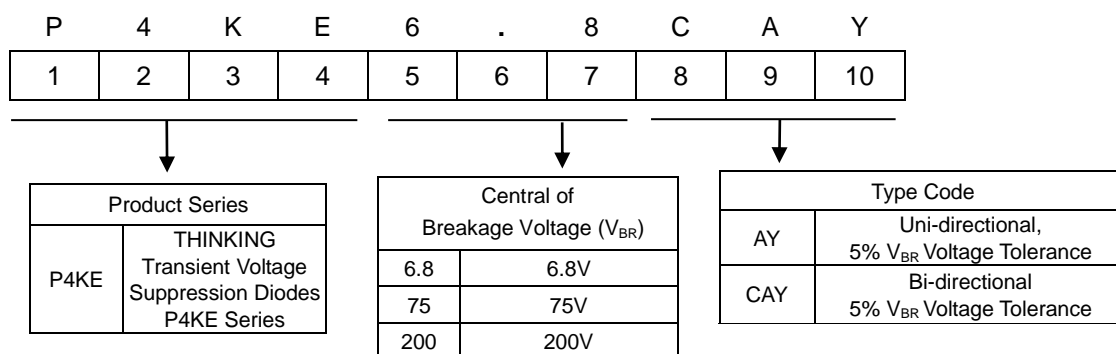 P 4 K E 6 . 8 C A Y
1 2 3 4 5 6 7 8 9 10
Product Series
P4KE
THINKING
Transient Voltage
Suppression Diodes
P4KE Series
Central of
Breakage Voltage (VBR)
6.8 6.8V
75 75V
200 200V
Type Code
AY
Uni-directional,
5% VBR Voltage Tolerance
CAY
Bi-directional
5% VBR Voltage Tolerance